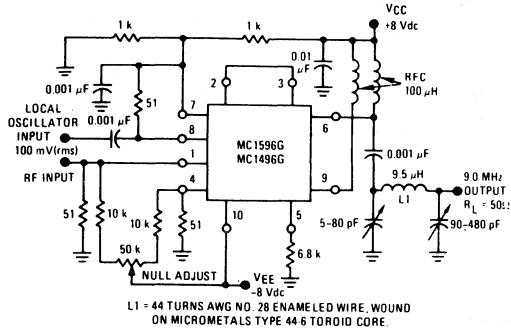 VCC
+8 Vdc
1 k
1 k
0.01
µF
RFC
100 µH
0.001 µF
2
3
0.001 µF
51
7
LOCAL
OSCILLATOR
INPUT
100 mV(rms)
8
MC1596G
MC1496G
6
RF INPUT
1
0.001 µF
4
9
9.5 µH
9.0 MHz
OUTPUT
RL = 50Ω
L1
51
10 k
10 k
51
10
5
5–80 pF
90–480 pF
50k
6.8 k
NULL ADJUST
VEE
–8 Vdc
L1 = 44 TURNS AWG NO. 28 ENAMELED WIRE, WOUND
ON MICROMETALS TYPE 44-6 TOROID CORE.